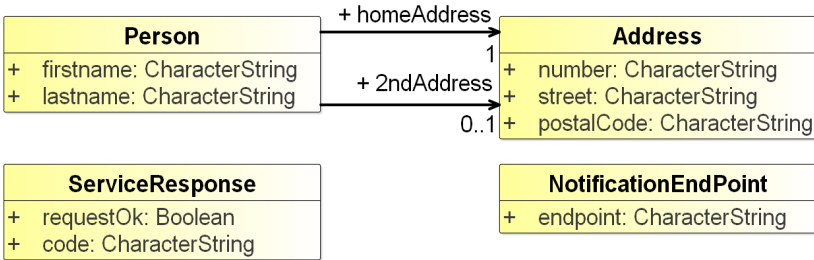 + homeAddress
Person
Address
1
+ firstname: CharacterString
+ number: CharacterString
+ 2ndAddress
+ lastname: CharacterString
+ street: CharacterString
0..1
+ postalCode: CharacterString
ServiceResponse
NotificationEndPoint
+ requestOk: Boolean
+ endpoint: CharacterString
+ code: CharacterString